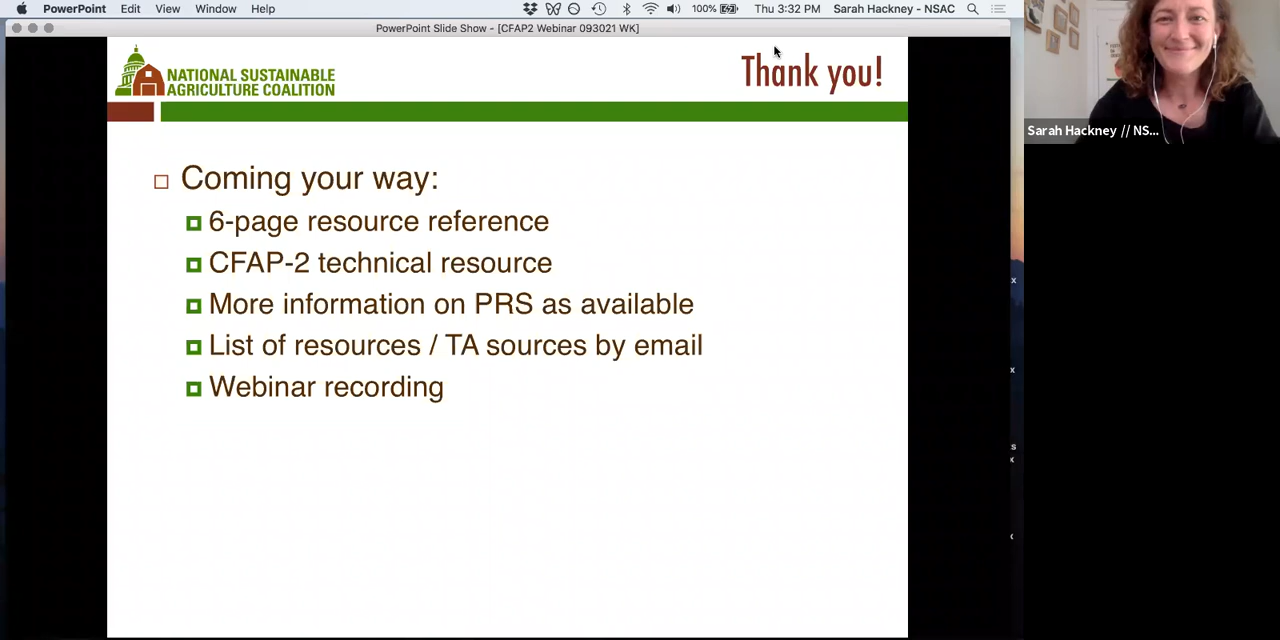 PowerPoint Edit View Window Help 100% Thu 3:32 PM Sarah Hackney - NSAC
PowerPoint Slide Show - [CFAP2 Webinar 093021 WK]
NATIONAL SUSTAINABLE
AGRICULTURE COALITION
Thank you!
Sarah Hackney // NS...
Coming your way:
6-page resource reference
CFAP-2 technical resource
More information on PRS as available
List of resources / TA sources by email
Webinar recording
x
x
s
x
x